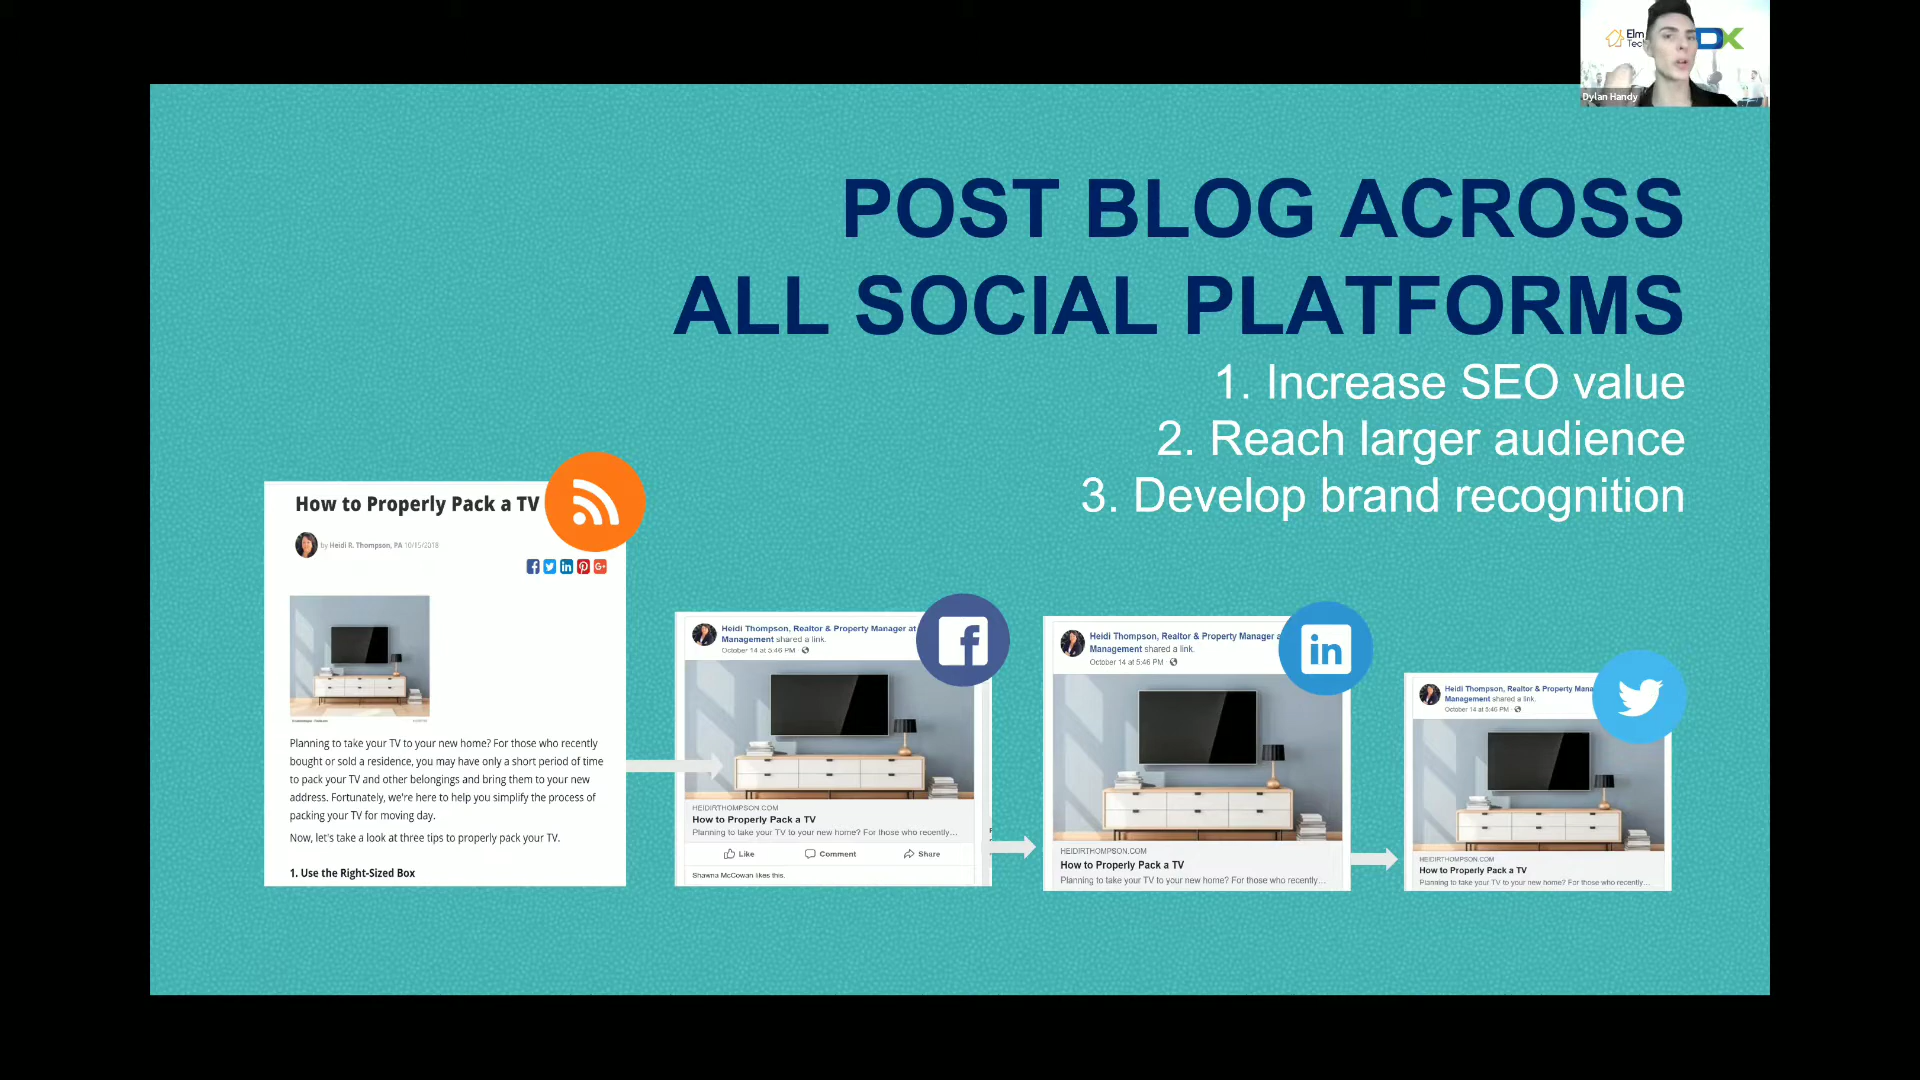 Elm
Tec
DK
Dylan Handy
POST BLOG ACROSS
ALL SOCIAL PLATFORMS
1. Increase SEO value
2. Reach larger audience
3. Develop brand recognition
How to Properly Pack a TV
by Heidi R. Thompson, PA 10/15/2018
Planning to take your TV to your new home? For those who recently
bought or sold a residence, you may have only a short period of time
to pack your TV and other belongings and bring them to your new
address. Fortunately, we're here to help you simplify the process of
packing your TV for moving day.
Now, let's take a look at three tips to properly pack your TV.
1. Use the Right-Sized Box
Heidi Thompson, Realtor & Property Manager at
Management shared a link.
October 14 at 5:46 PM
HEIDIRTHOMPSON.COM
How to Properly Pack a TV
Planning to take your TV to your new home? For those who recently...
Like Comment Share
Shawna McCowan likes this.
Heidi Thompson, Realtor & Property Manager a
Management shared a link.
October 14 at 5:46 PM
HEIDIRTHOMPSON.COM
How to Properly Pack a TV
Planning to take your TV to your new home? For those who recently...
Heidi Thompson, Realtor & Property Mana
Management shared a link.
October 14 at 5:46 PM
HEIDIRTHOMPSON.COM
How to Properly Pack a TV
Planning to take your TV to your new home? For those who recently...